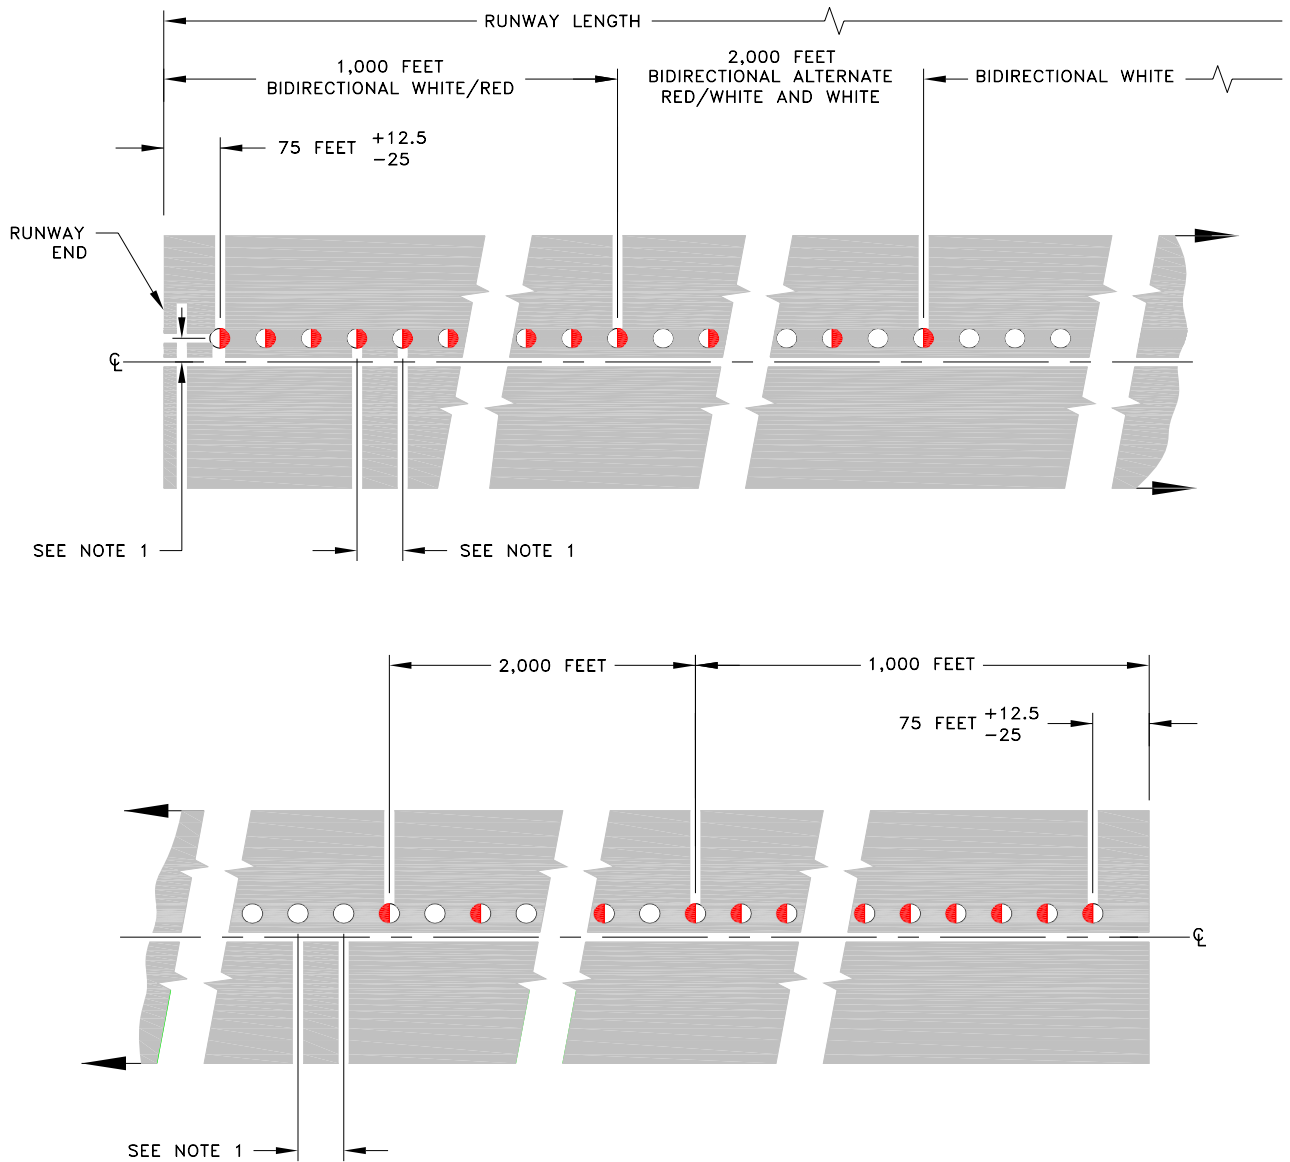 RUNWAY LENGTH
1,000 FEET
BIDIRECTIONAL WHITE/RED
2,000 FEET
BIDIRECTIONAL ALTERNATE
RED/WHITE AND WHITE
BIDIRECTIONAL WHITE
75 FEET +12.5
-25
RUNWAY
END
℄
SEE NOTE 1
SEE NOTE 1
2,000 FEET
1,000 FEET
75 FEET +12.5
-25
℄
SEE NOTE 1